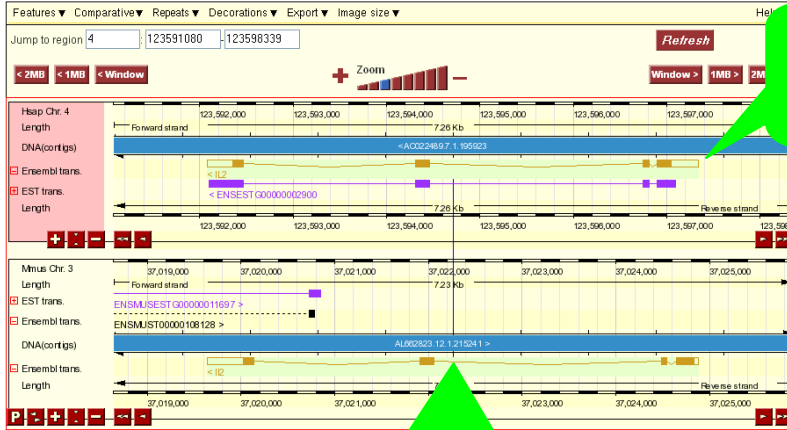 Features ▼ Comparative▼ Repeats ▼ Decorations ▼ Export ▼ Image size ▼
Jump to region 4 : 123591080 - 123598339 Refresh
< 2MB < 1MB < Window Zoom Window > 1MB >
Hsap Chr. 4 123,592,000 123,593,000 123,594,000 123,595,000 123,596,000 123,597,000
Length Forward strand 7.26 Kb
DNA(contigs) <AC022489.7.1.195923
Ensembl trans. < IL2
EST trans. < ENSESTG00000002900
Length 7.26 Kb Reverse strand
123,592,000 123,593,000 123,594,000 123,595,000 123,596,000 123,597,000
Mmus Chr. 3 37,019,000 37,020,000 37,021,000 37,022,000 37,023,000 37,024,000 37,025,000
Length Forward strand 7.23 Kb
EST trans. ENSMUSESTG00000011697 >
Ensembl trans. ENSMUST00000108128 >
DNA(contigs) AL662823.12.1.215241 >
Ensembl trans. < Il2
Length Reverse strand
37,019,000 37,020,000 37,021,000 37,023,000 37,024,000 37,025,000
P